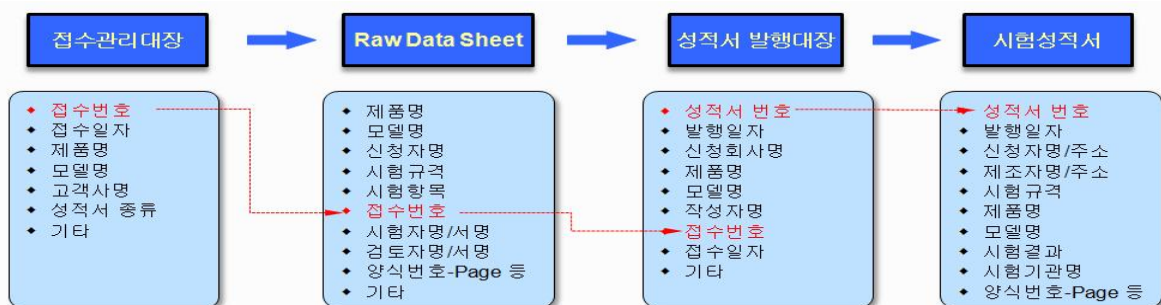 접수관리대장
Raw Data Sheet
성적서 발행대장
시험성적서
접수번호
접수일자
제품명
모델명
고객사명
성적서 종류
기타
제품명
모델명
신청자명
시험규격
시험항목
접수번호
시험자명/서명
검토자명/서명
양식번호-Page 등
기타
성적서 번호
발행일자
신청회사명
제품명
모델명
작성자명
접수번호
접수일자
기타
성적서 번호
발행일자
신청자명/주소
제조자명/주소
시험규격
제품명
모델명
시험결과
시험기관명
양식번호-Page 등